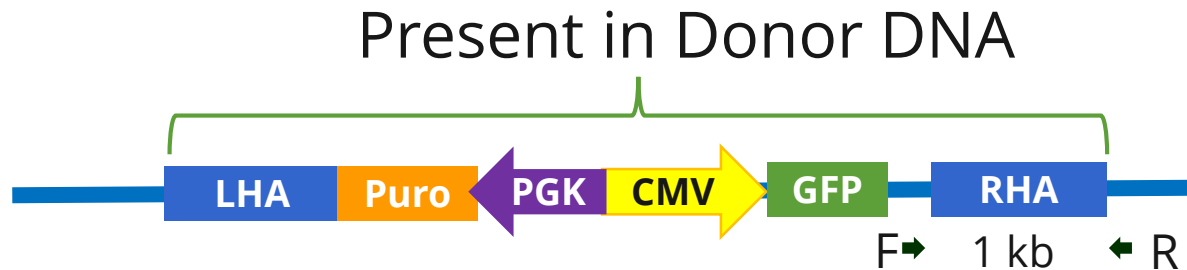 Present in Donor DNA
LHA Puro PGK CMV GFP RHA
F 1 kb R